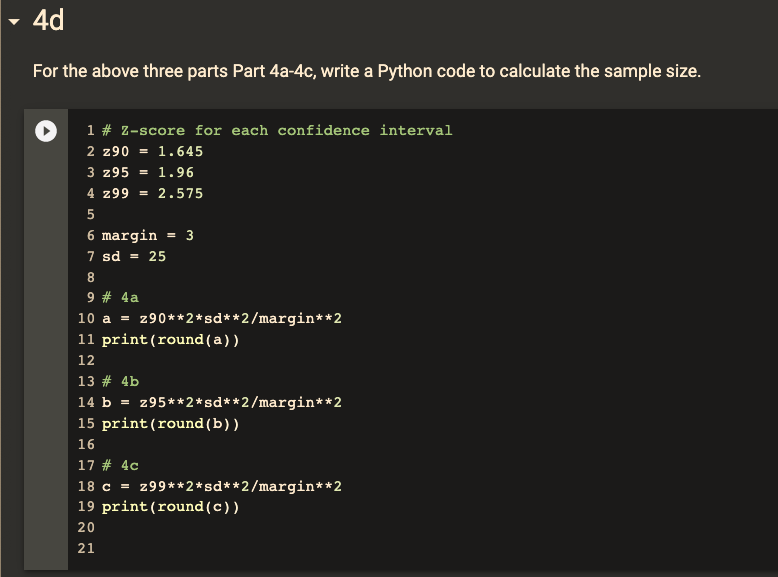 4d
For the above three parts Part 4a-4c, write a Python code to calculate the sample size.
1 # Z-score for each confidence interval
2 z90 = 1.645
3 z95 = 1.96
4 z99 = 2.575
5
6 margin = 3
7 sd = 25
8
9 # 4a
10 a = z90**2*sd**2/margin**2
11 print(round(a))
12
13 # 4b
14 b = z95**2*sd**2/margin**2
15 print(round(b))
16
17 # 4c
18 c = z99**2*sd**2/margin**2
19 print(round(c))
20
21